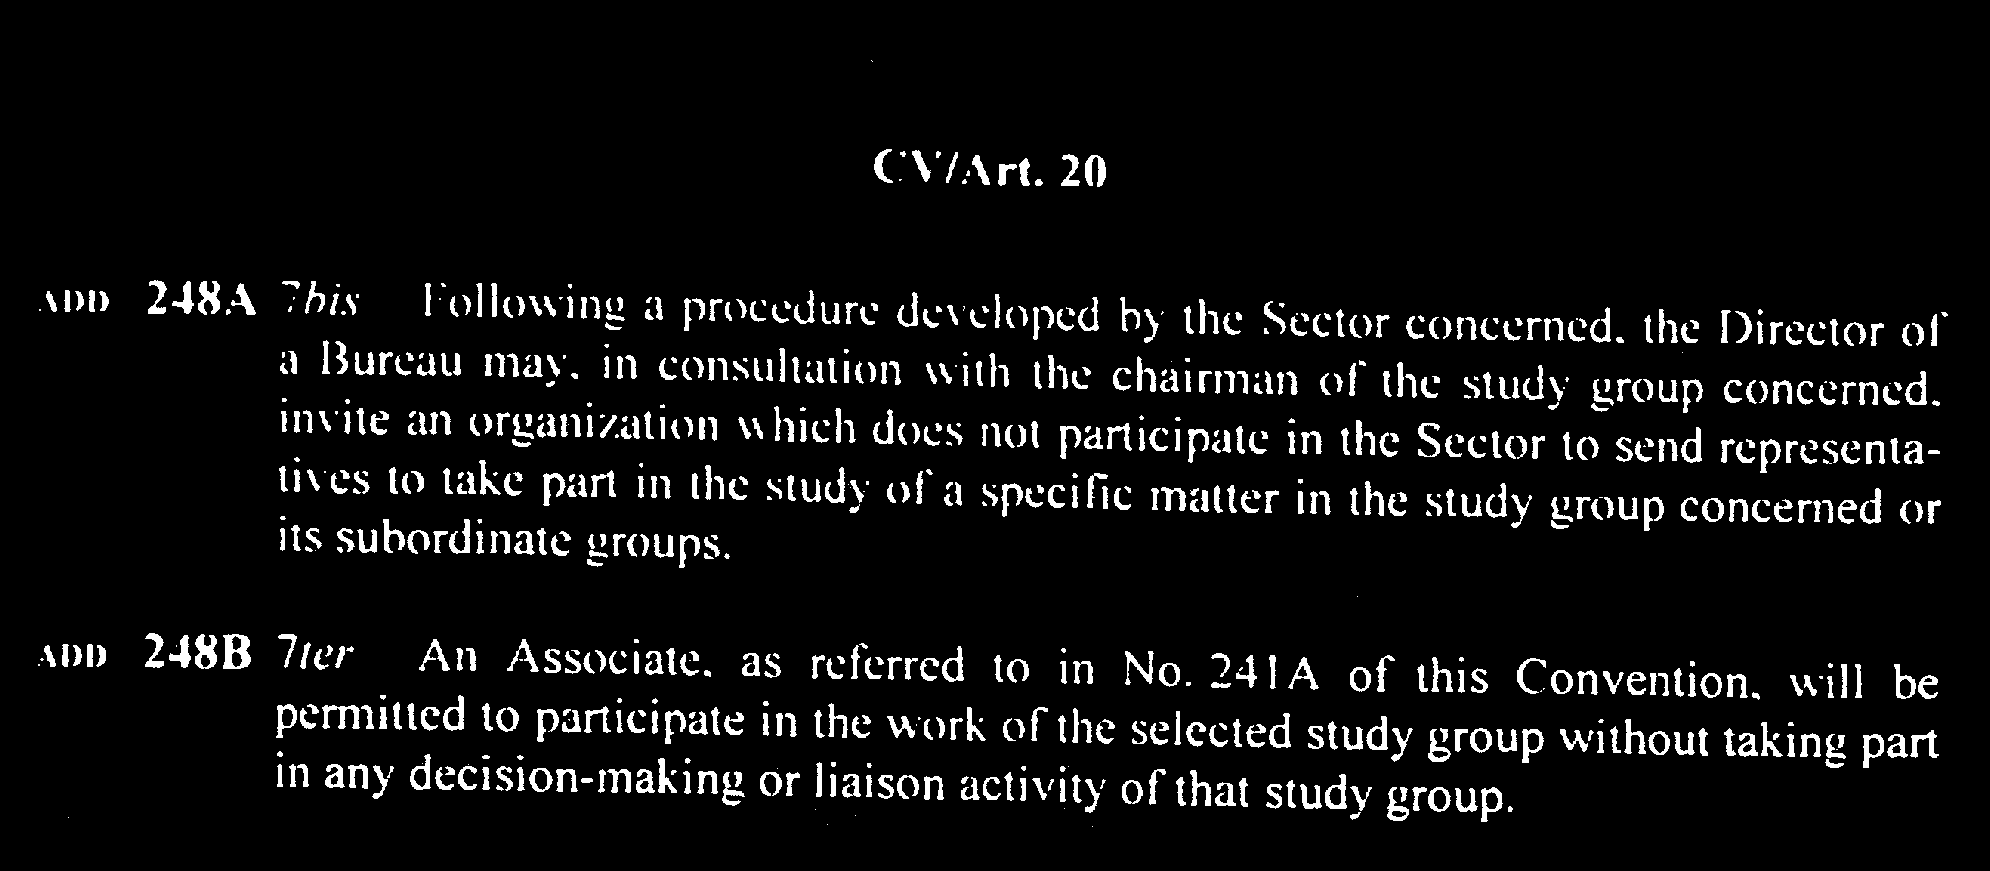 CV/Art. 20
ADD 248A 7bis Following a procedure developed by the Sector concerned, the Director of
a Bureau may, in consultation with the chairman of the study group concerned,
invite an organization which does not participate in the Sector to send representa-
tives to take part in the study of a specific matter in the study group concerned or
its subordinate groups.
ADD 248B 7ter An Associate, as referred to in No. 241A of this Convention, will be
permitted to participate in the work of the selected study group without taking part
in any decision-making or liaison activity of that study group.